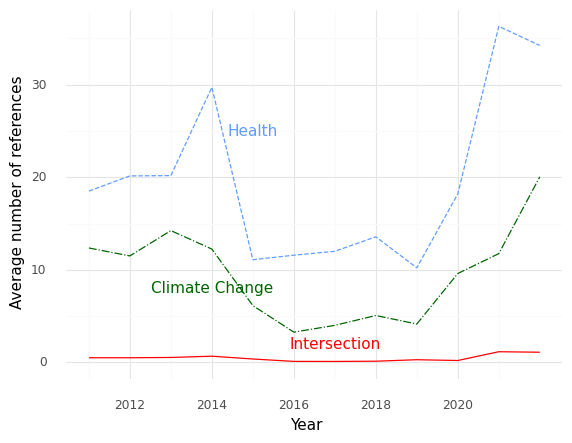 Average number of references
30
20
10
0
Health
Climate Change
Intersection
2012 2014 2016 2018 2020
Year